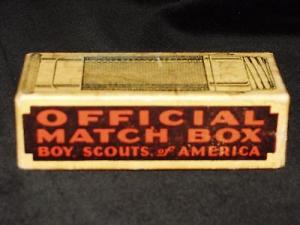 OFFICIAL
MATCH BOX
BOY SCOUTS of AMERICA